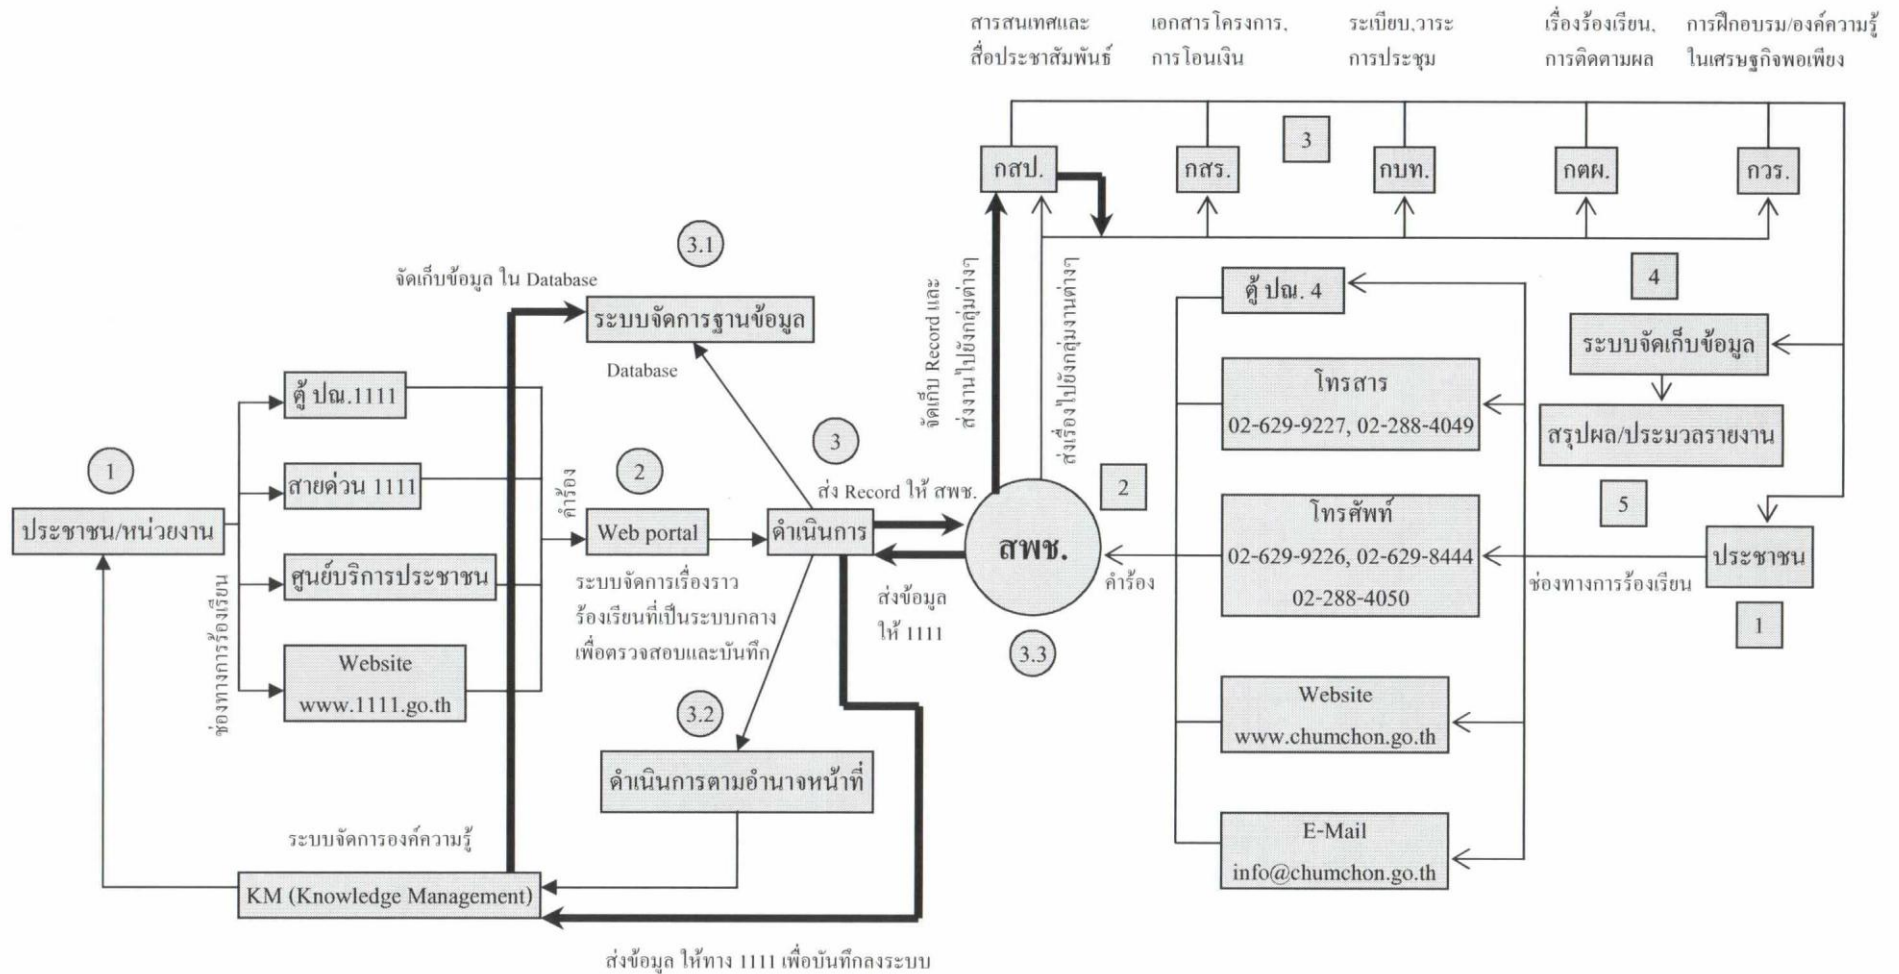 สารสนเทศและ
สื่อประชาสัมพันธ์
เอกสารโครงการ,
การโอนเงิน
ระเบียบ,วาระ
การประชุม
เรื่องร้องเรียน,
การติดตามผล
การฝึกอบรม/องค์ความรู้
ในเศรษฐกิจพอเพียง
3
กสป.
กสร.
กบท.
กตผ.
กวร.
3.1
จัดเก็บข้อมูล ใน Database
ระบบจัดการฐานข้อมูล
Database
จัดเก็บ Record และ
ส่งงานไปยังกลุ่มต่างๆ
ส่งเรื่องไปยังกลุ่มงานต่างๆ
ตู้ ปณ. 4
4
ระบบจัดเก็บข้อมูล
สรุปผล/ประมวลรายงาน
5
โทรสาร
02-629-9227, 02-288-4049
ตู้ ปณ.1111
1
สายด่วน 1111
ประชาชน/หน่วยงาน
ศูนย์บริการประชาชน
ช่องทางการร้องเรียน
Website
www.1111.go.th
คำร้อง
2
Web portal
ระบบจัดการเรื่องราว
ร้องเรียนที่เป็นระบบกลาง
เพื่อตรวจสอบและบันทึก
3
ดำเนินการ
ส่ง Record ให้ สพช.
ส่งข้อมูล
ให้ 1111
สพช.
3.3
2
คำร้อง
โทรศัพท์
02-629-9226, 02-629-8444
02-288-4050
ช่องทางการร้องเรียน
ประชาชน
1
Website
www.chumchon.go.th
E-Mail
info@chumchon.go.th
3.2
ดำเนินการตามอำนาจหน้าที่
ระบบจัดการองค์ความรู้
KM (Knowledge Management)
ส่งข้อมูล ให้ทาง 1111 เพื่อบันทึกลงระบบ